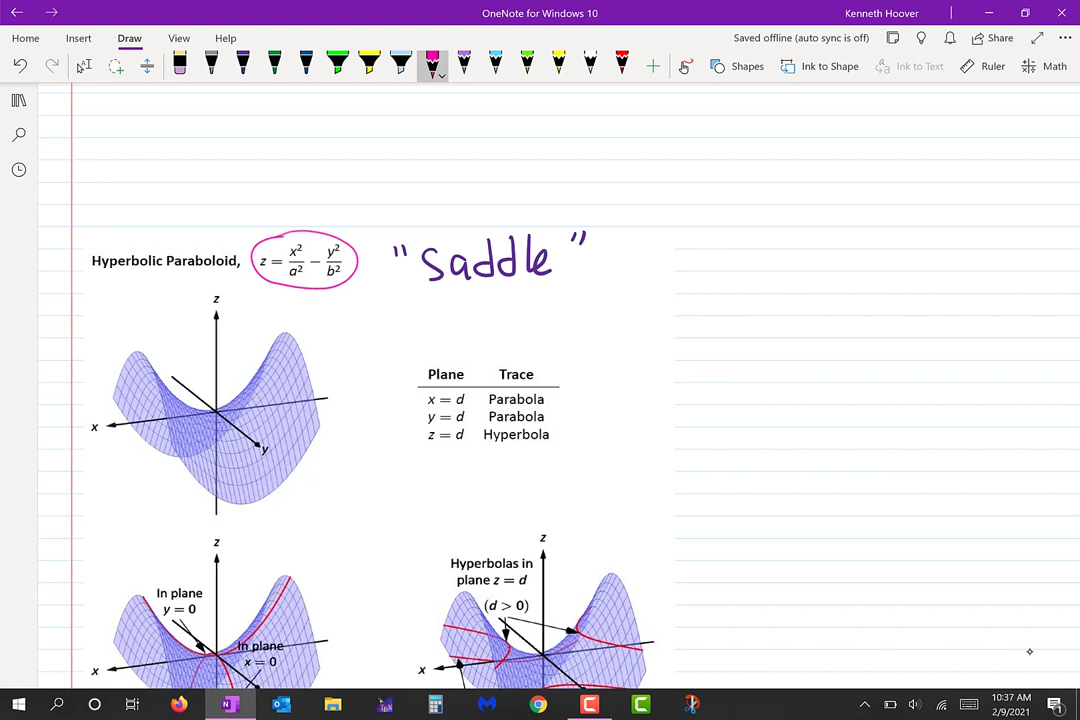 OneNote for Windows 10
Kenneth Hoover
Home Insert Draw View Help
Saved offline (auto sync is off)
Share
Shapes
Ink to Shape
Ink to Text
Ruler
Math
Hyperbolic Paraboloid, z = x²/a² − y²/b²
"saddle"
z
x
y
Plane Trace
x = d Parabola
y = d Parabola
z = d Hyperbola
z
In plane
y = 0
In plane
x = 0
x
z
Hyperbolas in
plane z = d
(d > 0)
x
10:37 AM
2/9/2021